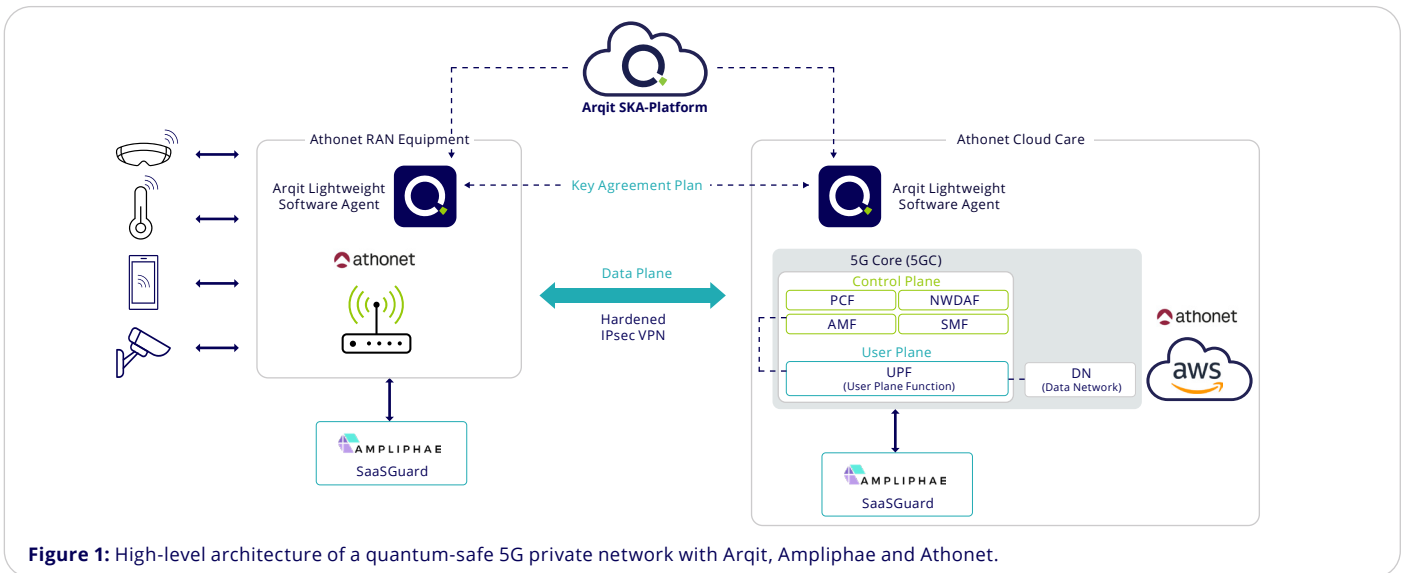 Arqit SKA-Platform
Athonet RAN Equipment
Arqit Lightweight
Software Agent
athonet
Key Agreement Plan
Data Plane
Hardened
IPsec VPN
AMPLIPHAE
SaaSGuard
Athonet Cloud Care
Arqit Lightweight
Software Agent
5G Core (5GC)
Control Plane
PCF
NWDAF
AMF
SMF
User Plane
UPF
(User Plane Function)
DN
(Data Network)
athonet
aws
AMPLIPHAE
SaaSGuard
Figure 1: High-level architecture of a quantum-safe 5G private network with Arqit, Ampliphae and Athonet.